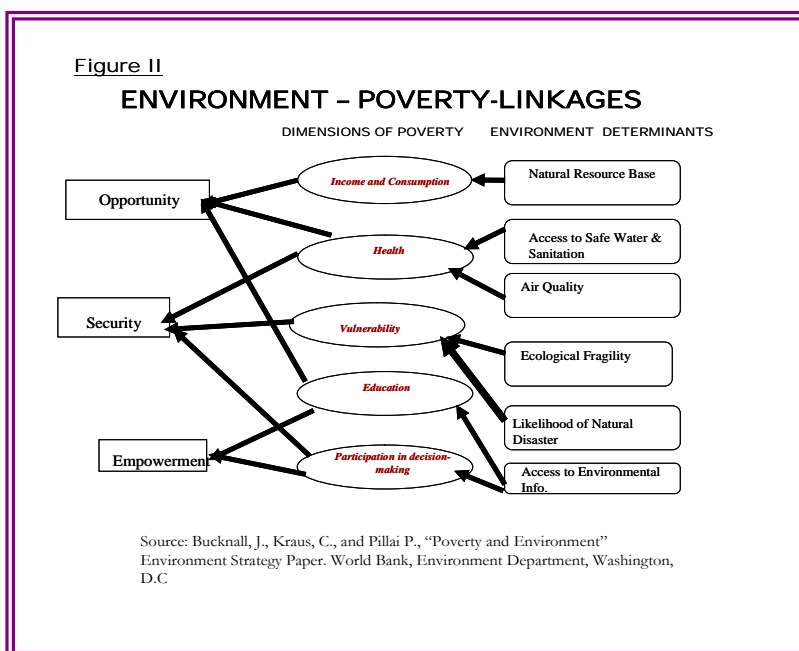 Figure II
ENVIRONMENT – POVERTY-LINKAGES
DIMENSIONS OF POVERTY
ENVIRONMENT DETERMINANTS
Opportunity
Security
Empowerment
Income and Consumption
Health
Vulnerability
Education
Participation in decision-
making
Natural Resource Base
Access to Safe Water &
Sanitation
Air Quality
Ecological Fragility
Likelihood of Natural
Disaster
Access to Environmental
Info.
Source: Bucknall, J., Kraus, C., and Pillai P., “Poverty and Environment”
Environment Strategy Paper. World Bank, Environment Department, Washington,
D.C